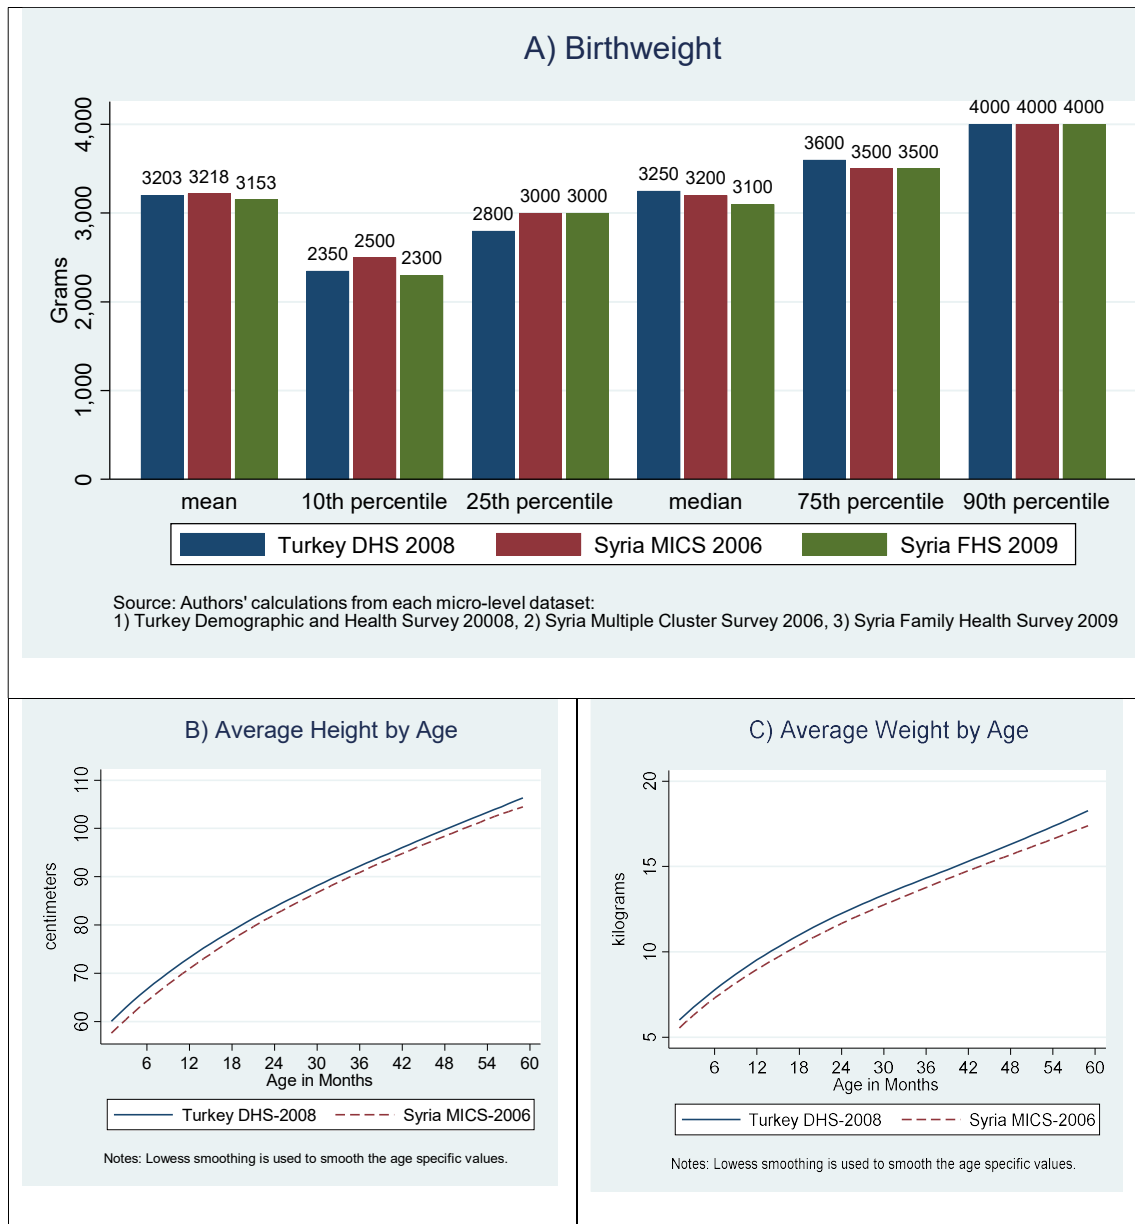 A) Birthweight
Grams
4,000
3,000
2,000
1,000
0
3203 3218 3153
2350 2500 2300
2800 3000 3000
3250 3200 3100
3600 3500 3500
4000 4000 4000
mean 10th percentile 25th percentile median 75th percentile 90th percentile
Turkey DHS 2008 Syria MICS 2006 Syria FHS 2009
Source: Authors' calculations from each micro-level dataset:
1) Turkey Demographic and Health Survey 20008, 2) Syria Multiple Cluster Survey 2006, 3) Syria Family Health Survey 2009
B) Average Height by Age
centimeters
110
100
90
80
70
60
6 12 18 24 30 36 42 48 54 60
Age in Months
Turkey DHS-2008 Syria MICS-2006
Notes: Lowess smoothing is used to smooth the age specific values.
C) Average Weight by Age
kilograms
20
15
10
5
6 12 18 24 30 36 42 48 54 60
Age in Months
Turkey DHS-2008 Syria MICS-2006
Notes: Lowess smoothing is used to smooth the age specific values.